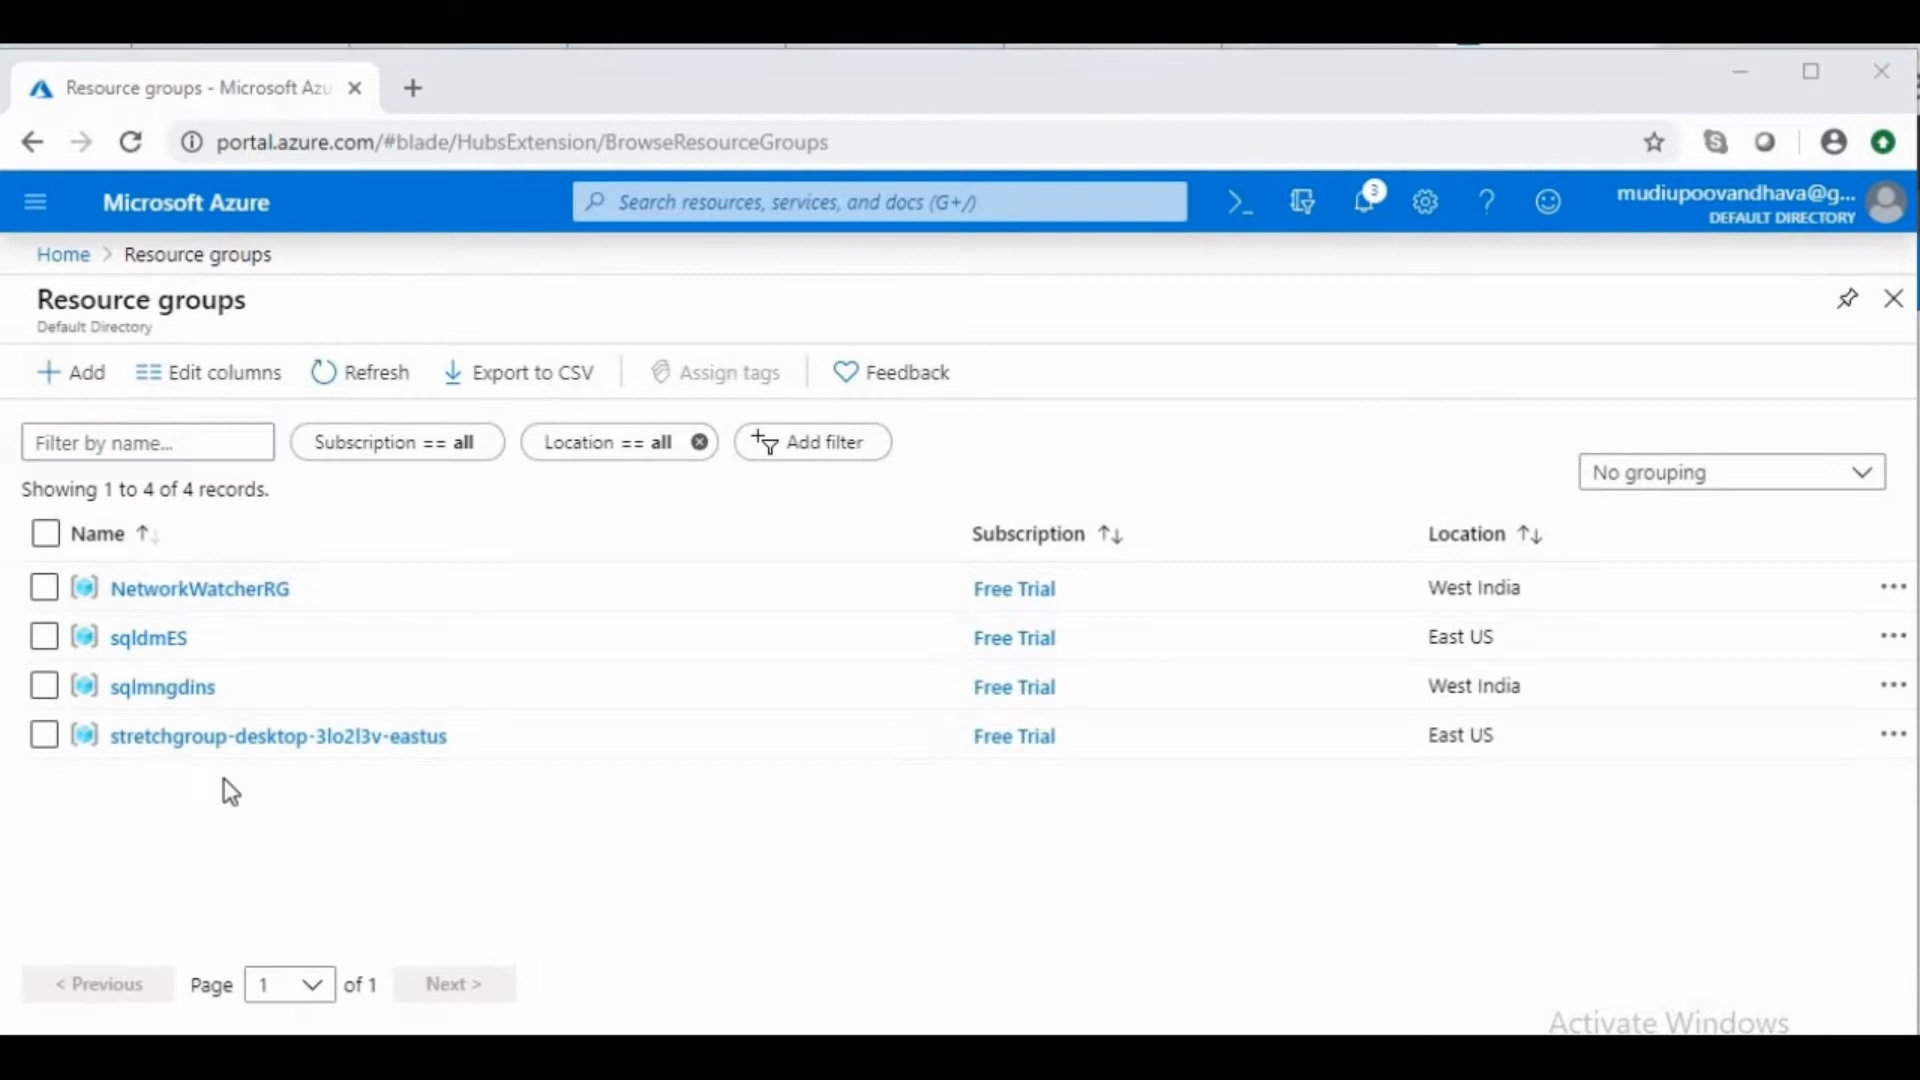 Resource groups - Microsoft Azu
portal.azure.com/#blade/HubsExtension/BrowseResourceGroups
Microsoft Azure
Search resources, services, and docs (G+/)
3
mudiupoovandhava@g...
DEFAULT DIRECTORY
Home > Resource groups
Resource groups
Default Directory
Add
Edit columns
Refresh
Export to CSV
Assign tags
Feedback
Filter by name...
Subscription == all
Location == all
Add filter
No grouping
Showing 1 to 4 of 4 records.
Name Subscription Location
NetworkWatcherRG Free Trial West India ...
sqldmES Free Trial East US ...
sqlmngdins Free Trial West India ...
stretchgroup-desktop-3lo2l3v-eastus Free Trial East US ...
< Previous Page 1 of 1 Next >
Activate Windows